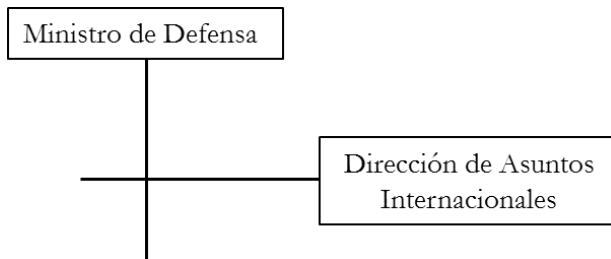 Ministro de Defensa
Dirección de Asuntos
Internacionales